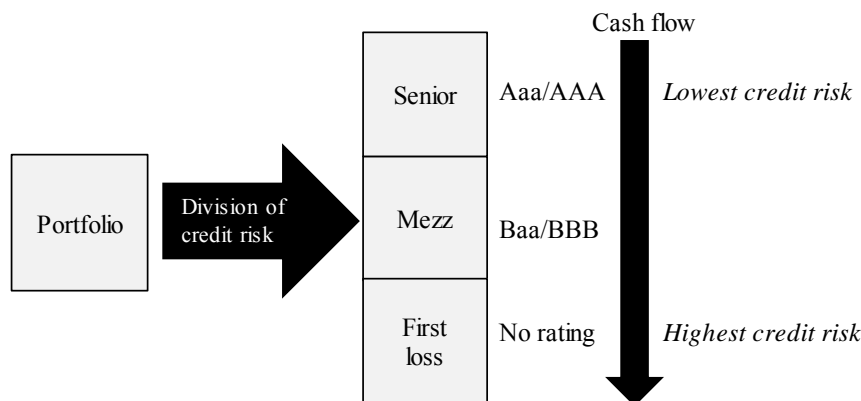 Cash flow
Senior
Aaa/AAA
Lowest credit risk
Portfolio
Division of
credit risk
Mezz
Baa/BBB
First
loss
No rating
Highest credit risk